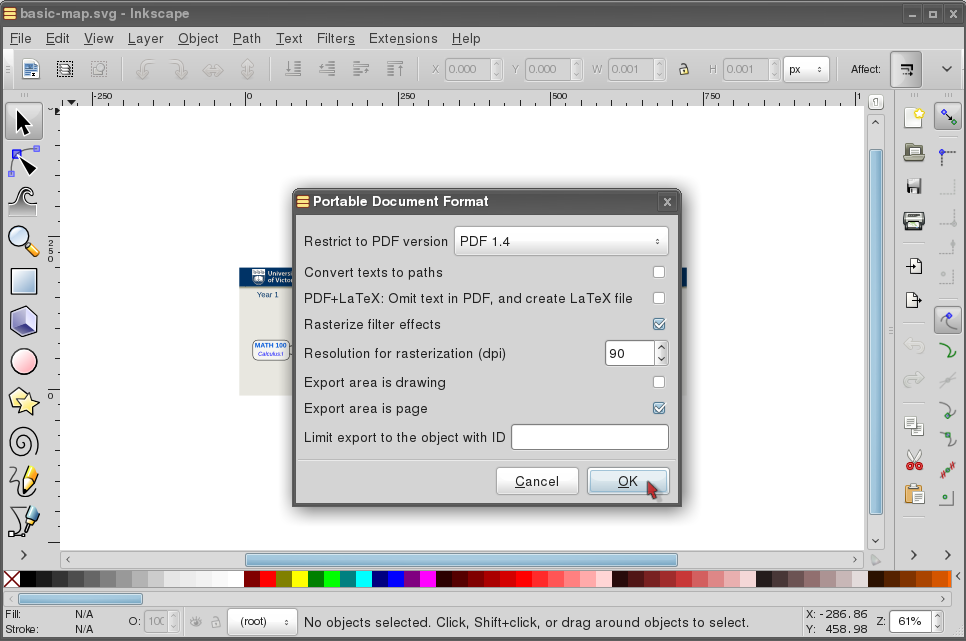 basic-map.svg - Inkscape
File Edit View Layer Object Path Text Filters Extensions Help
X 0.000 Y 0.000 W 0.001 H 0.001 px Affect:
-250 0 250 500 750 1
250
0
Univers
of Victor
Year 1
MATH 100
Calculus I
Portable Document Format
Restrict to PDF version PDF 1.4
Convert texts to paths
PDF+LaTeX: Omit text in PDF, and create LaTeX file
Rasterize filter effects
Resolution for rasterization (dpi) 90
Export area is drawing
Export area is page
Limit export to the object with ID
Cancel OK
Fill: N/A
Stroke: N/A
O: 100
(root)
No objects selected. Click, Shift+click, or drag around objects to select.
X: -286.86
Y: 458.98
Z: 61%